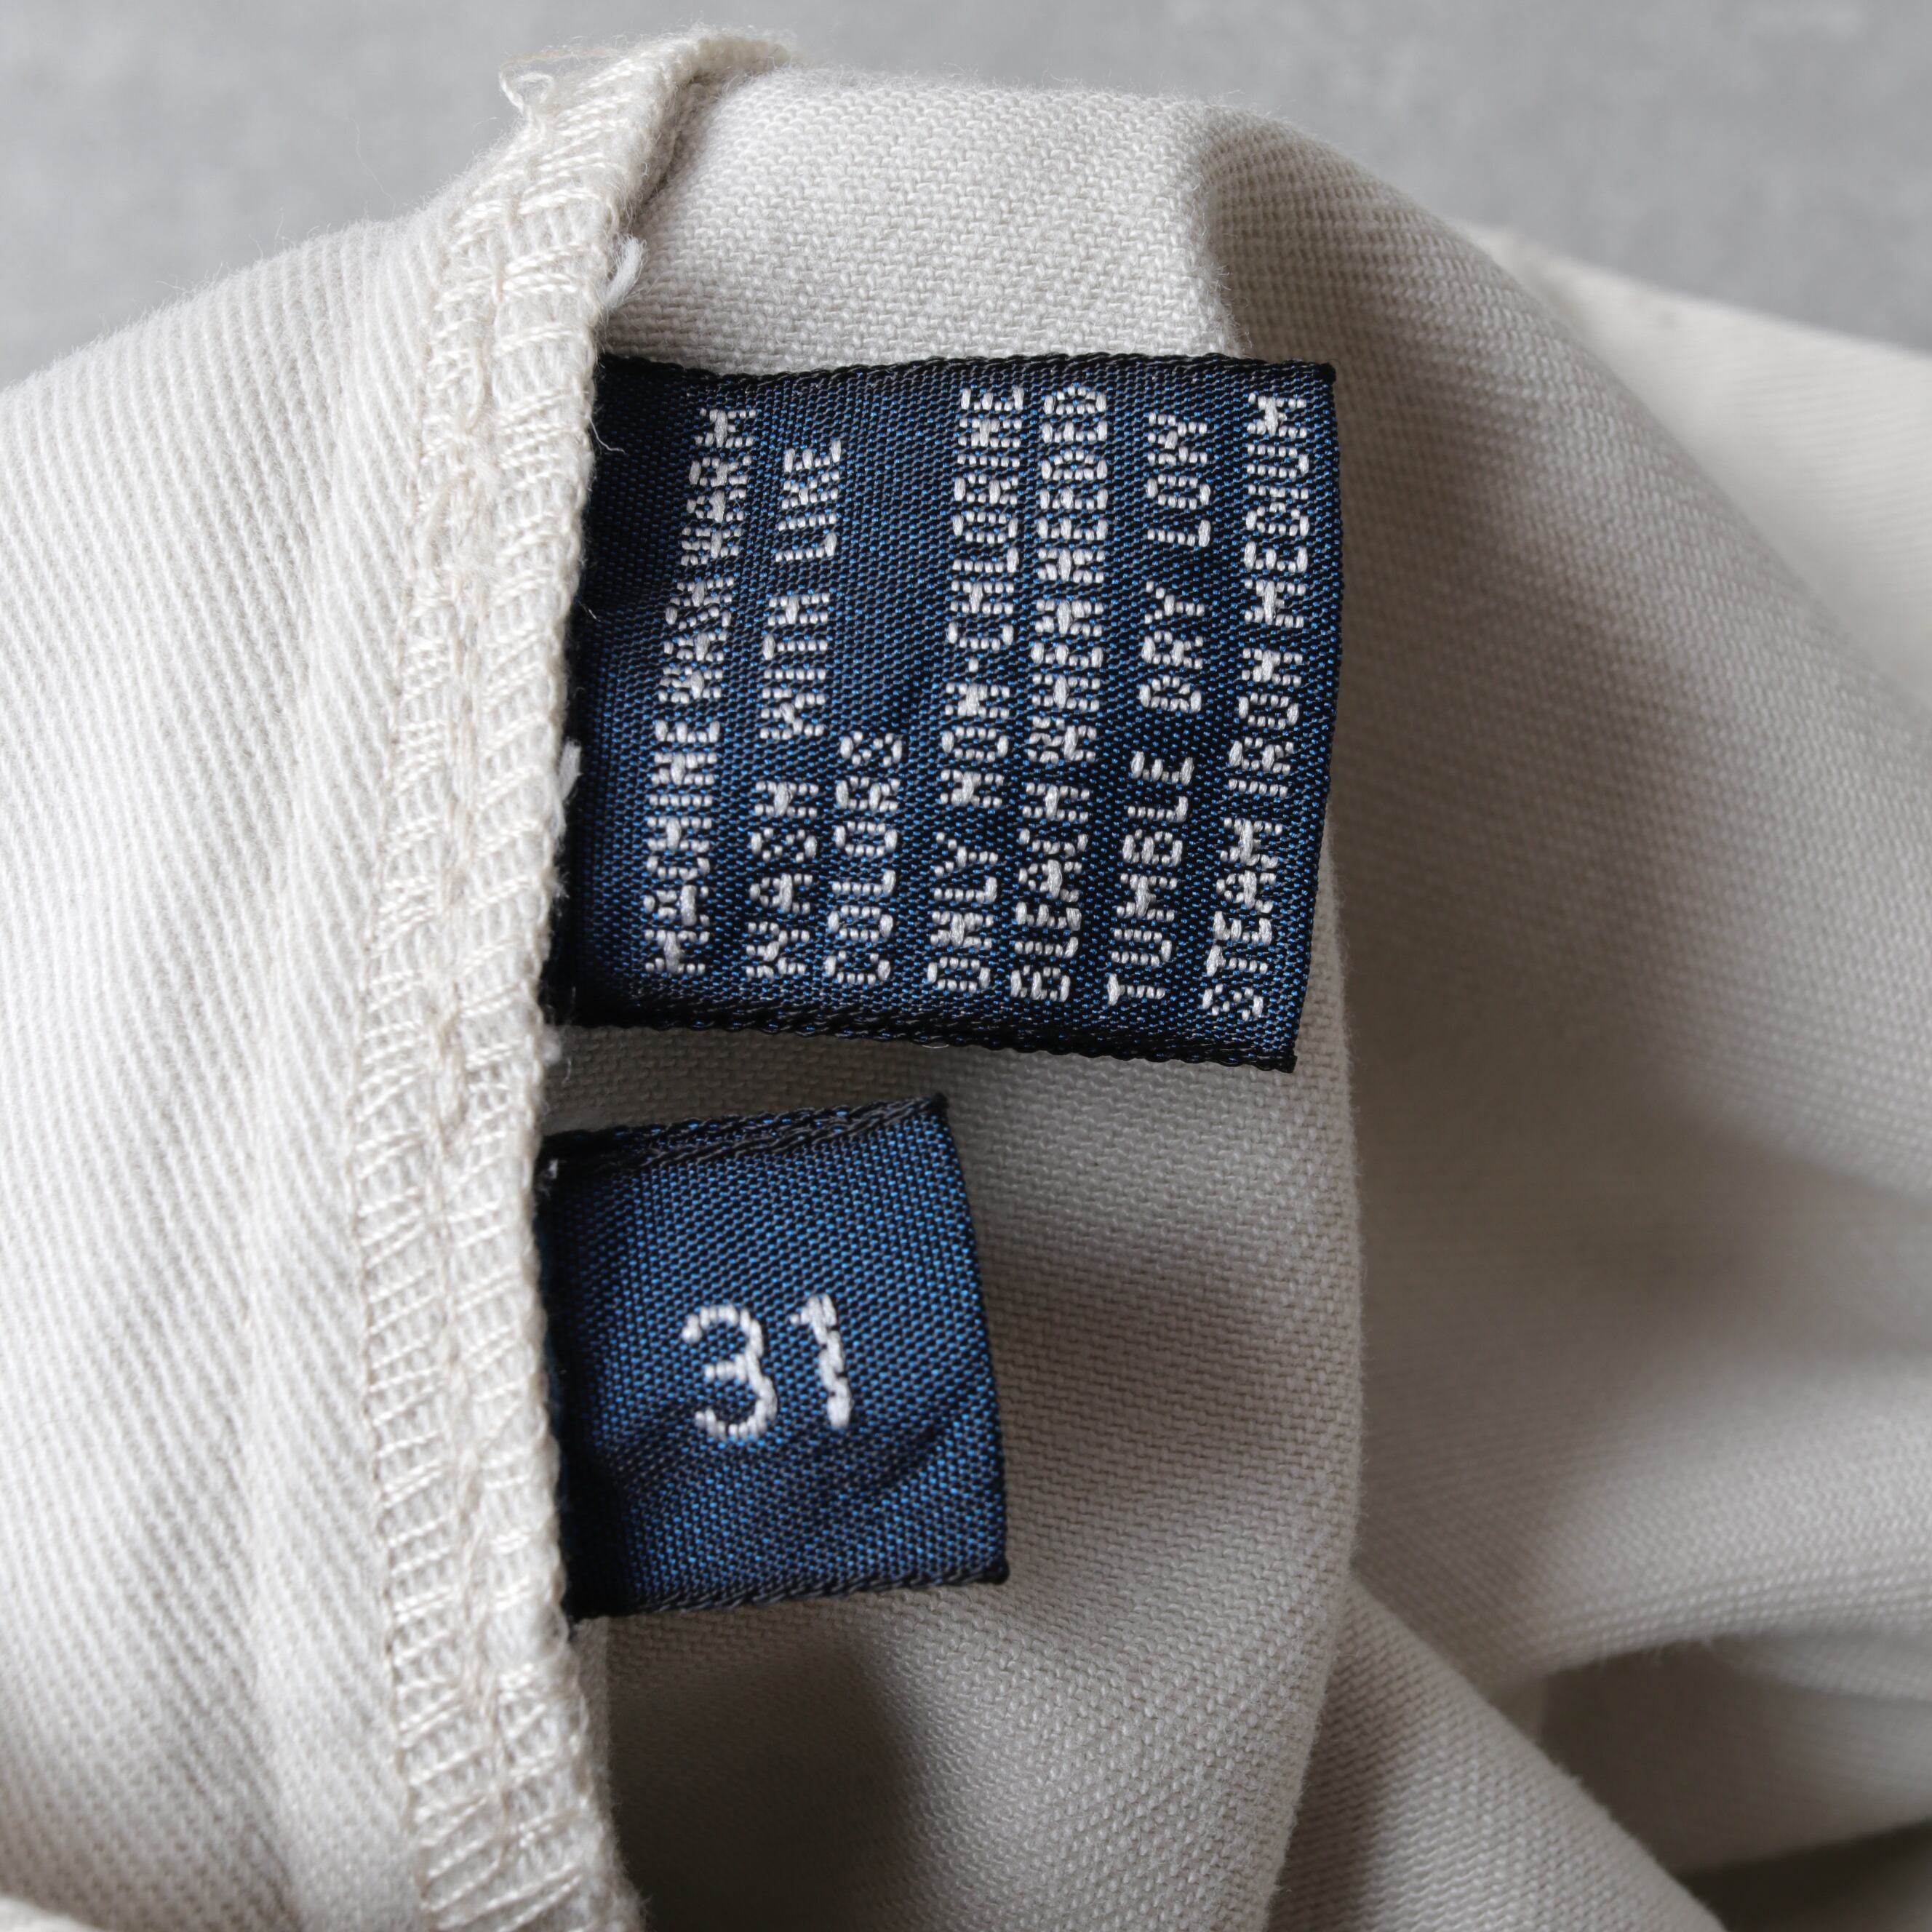 MACHINE WASH WARM
WASH WITH LIKE
COLORS
ONLY NON-CHLORINE
BLEACH WHEN NEEDED
TUMBLE DRY LOW
STEAM IRON MEDIUM
31